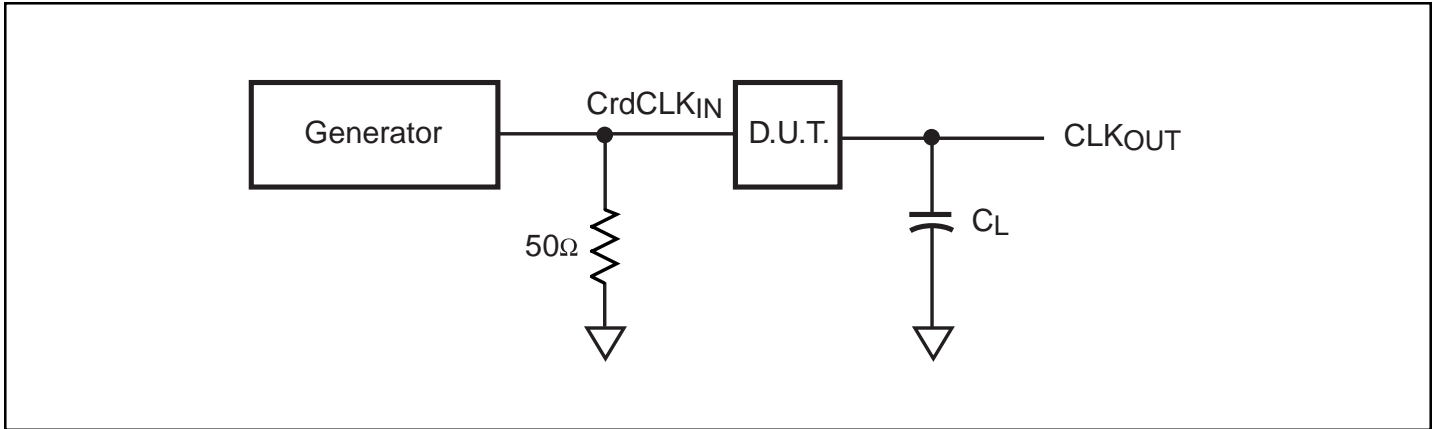 Generator
CrdCLKIN
D.U.T.
CLKOUT
50Ω
CL